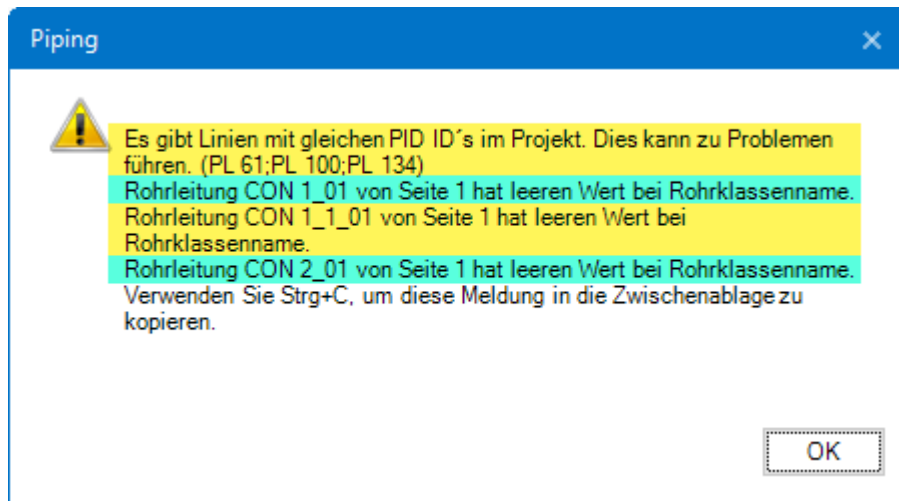 Piping
Es gibt Linien mit gleichen PID ID´s im Projekt. Dies kann zu Problemen
führen. (PL 61;PL 100;PL 134)
Rohrleitung CON 1_01 von Seite 1 hat leeren Wert bei Rohrklassenname.
Rohrleitung CON 1_1_01 von Seite 1 hat leeren Wert bei
Rohrklassenname.
Rohrleitung CON 2_01 von Seite 1 hat leeren Wert bei Rohrklassenname.
Verwenden Sie Strg+C, um diese Meldung in die Zwischenablage zu
kopieren.
OK